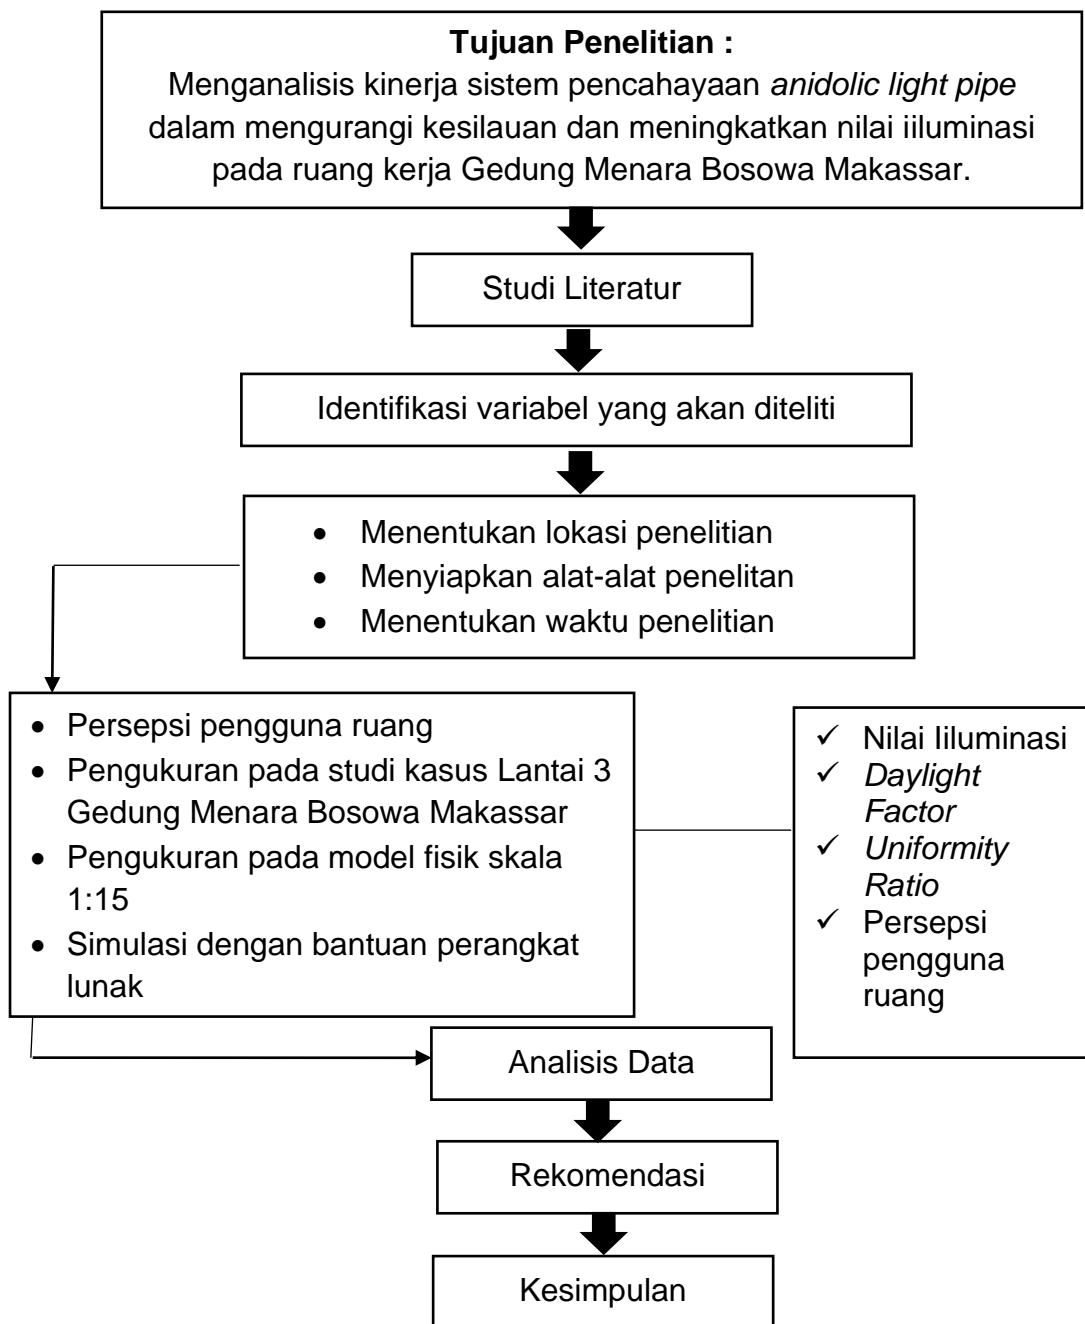 Tujuan Penelitian :
Menganalisis kinerja sistem pencahayaan anidolic light pipe
dalam mengurangi kesilauan dan meningkatkan nilai iiluminasi
pada ruang kerja Gedung Menara Bosowa Makassar.
Studi Literatur
Identifikasi variabel yang akan diteliti
• Menentukan lokasi penelitian
• Menyiapkan alat-alat penelitan
• Menentukan waktu penelitian
• Persepsi pengguna ruang
• Pengukuran pada studi kasus Lantai 3
Gedung Menara Bosowa Makassar
• Pengukuran pada model fisik skala
1:15
• Simulasi dengan bantuan perangkat
lunak
✓ Nilai Iiluminasi
✓ Daylight
Factor
✓ Uniformity
Ratio
✓ Persepsi
pengguna
ruang
Analisis Data
Rekomendasi
Kesimpulan